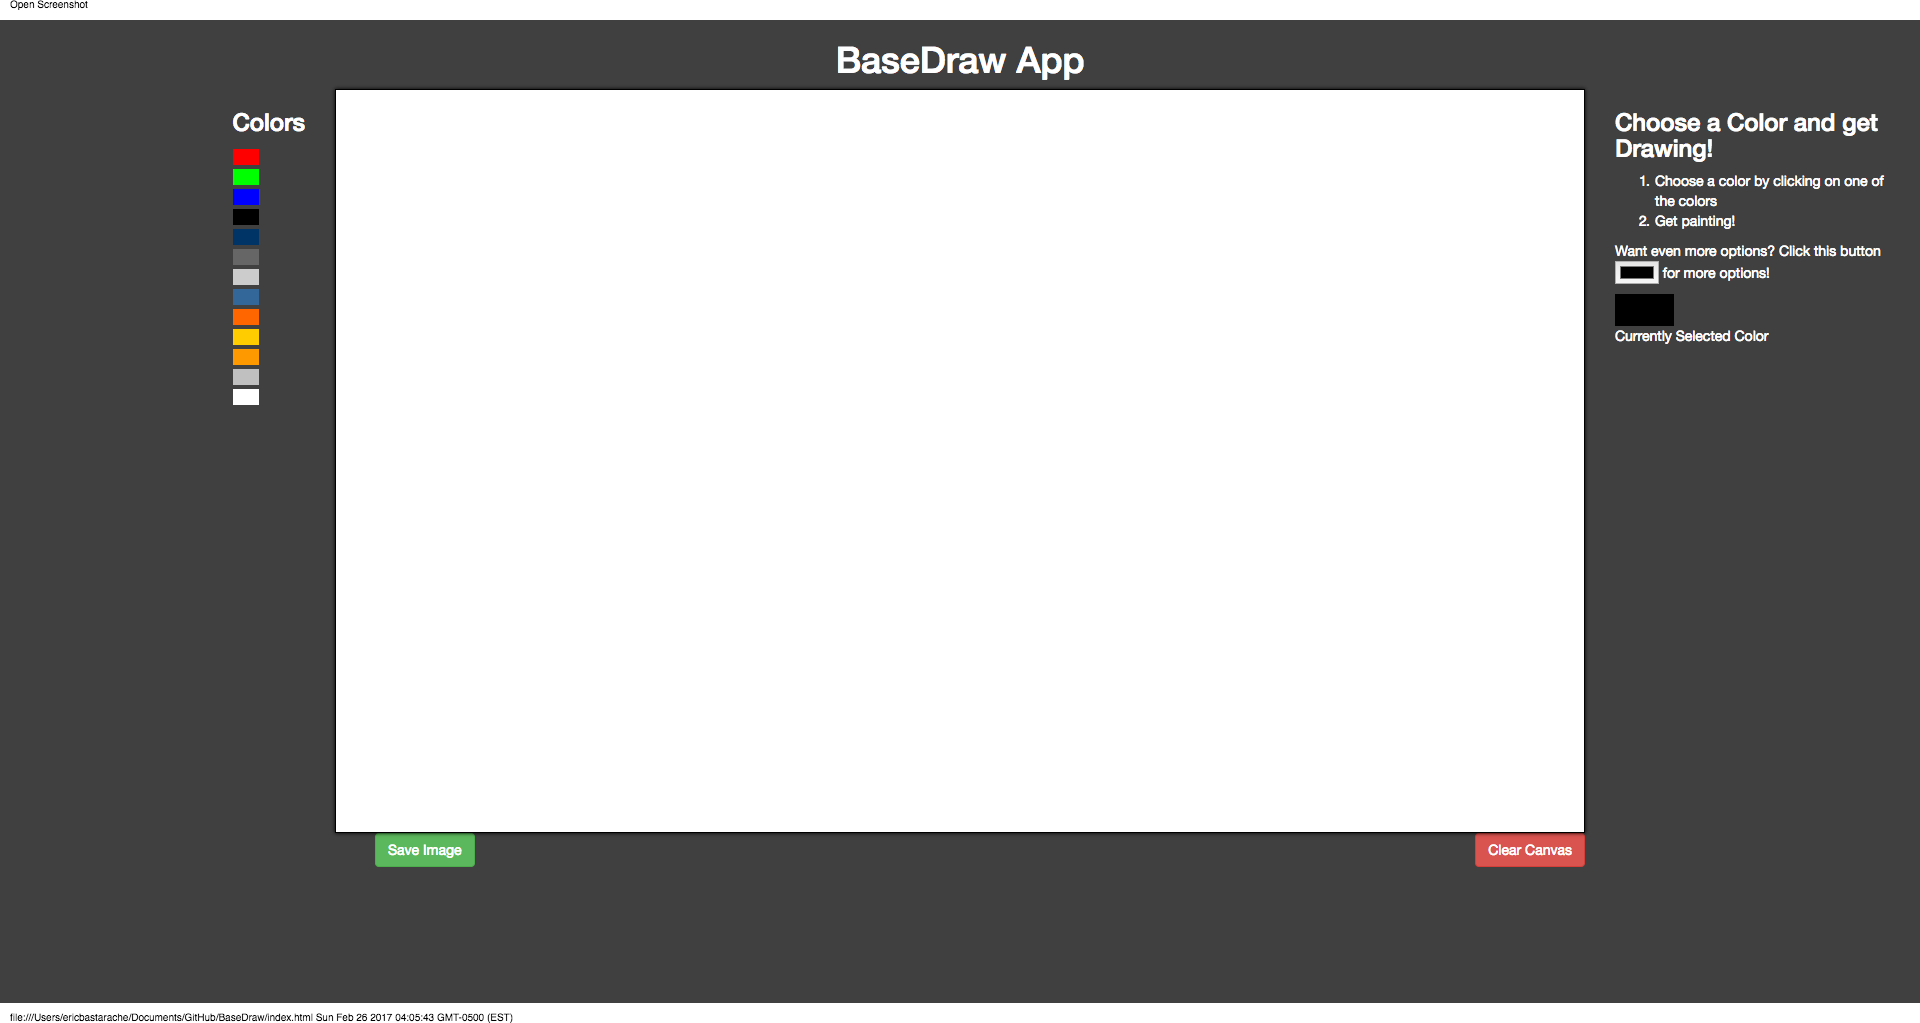 Open Screenshot
BaseDraw App
Colors
Choose a Color and get
Drawing!
1. Choose a color by clicking on one of
the colors
2. Get painting!
Want even more options? Click this button
for more options!
Currently Selected Color
Save Image
Clear Canvas
file:///Users/ericbastarache/Documents/GitHub/BaseDraw/index.html Sun Feb 26 2017 04:05:43 GMT-0500 (EST)